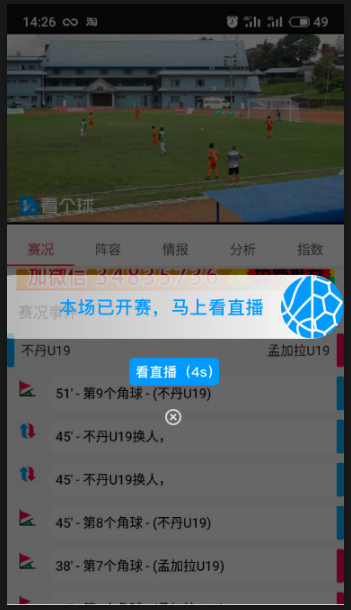 14:26 淘 49
看个球
赛况 阵容 情报 分析 指数
加微信 34835736
赛况事件
本场已开赛，马上看直播
不丹U19 孟加拉U19
看直播（4s）
51' - 第9个角球 - (不丹U19)
45' - 不丹U19换人，
45' - 不丹U19换人，
45' - 第8个角球 - (不丹U19)
38' - 第7个角球 - (孟加拉U19)